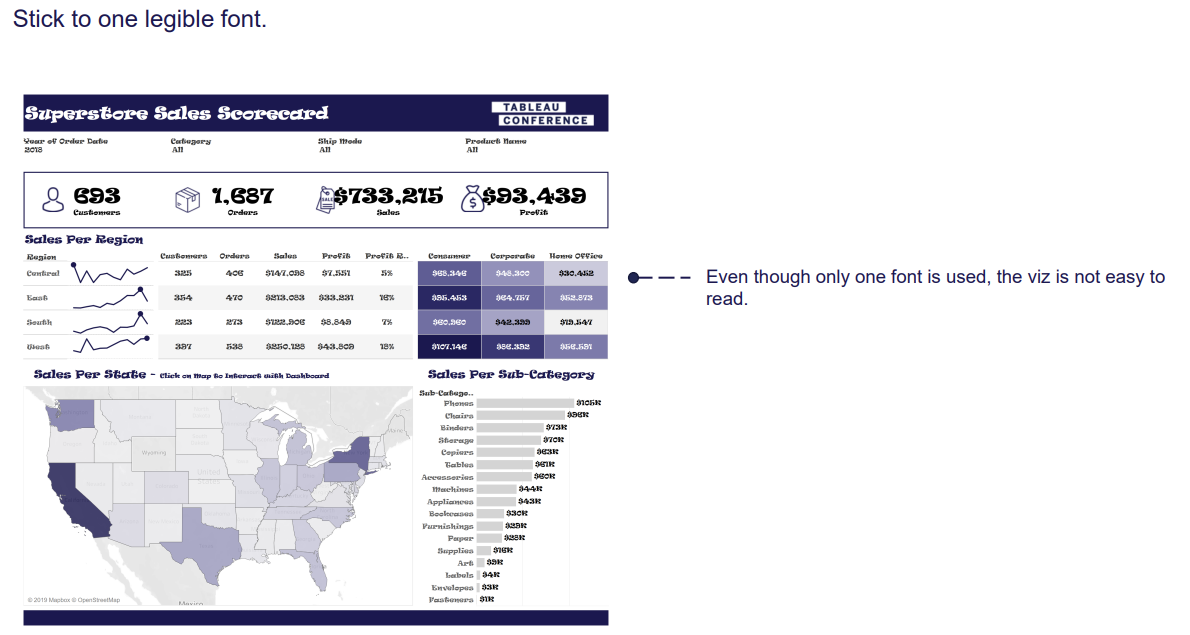 Stick to one legible font.
Superstore Sales Scorecard
TABLEAU
CONFERENCE
Year of Order Date Category Ship Mode Product Name
2018 All All All
693 1,687 $733,215 $93,439
Customers Orders Sales Profit
SALE
Sales Per Region
Region Customers Orders Sales Profit Profit R.. Consumer Corporate Home Office
Central 325 406 $147,098 $7,551 5% $68,346 $48,300 $30,452
East 354 470 $213,083 $33,231 16% $95,453 $64,757 $52,873
South 223 273 $122,906 $8,849 7% $60,960 $42,399 $19,547
West 397 538 $250,128 $43,809 18% $107,146 $86,392 $56,591
Even though only one font is used, the viz is not easy to
read.
Sales Per State - Click on Map to Interact with Dashboard
Wyoming
United
States
Mexico
© 2019 Mapbox © OpenStreetMap
Sales Per Sub-Category
Sub-Catego..
Phones $105K
Chairs $96K
Binders $73K
Storage $70K
Copiers $63K
Tables $61K
Accessories $60K
Machines $44K
Appliances $43K
Bookcases $30K
Furnishings $29K
Paper $28K
Supplies $16K
Art $9K
Labels $4K
Envelopes $3K
Fasteners $1K